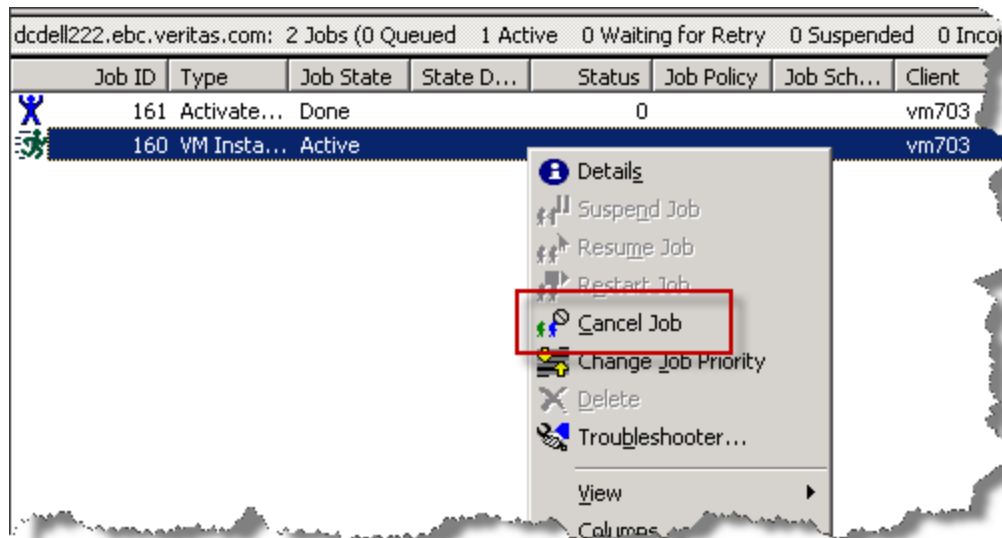 dcdell222.ebc.veritas.com: 2 Jobs (0 Queued 1 Active 0 Waiting for Retry 0 Suspended 0
Job ID Type Job State State D... Status Job Policy Job Sch... Client
161 Activate... Done 0 vm703
160 VM Insta... Active vm703
Details
Suspend Job
Resume Job
Restart Job
Cancel Job
Change Job Priority
Delete
Troubleshooter...
View
Columns